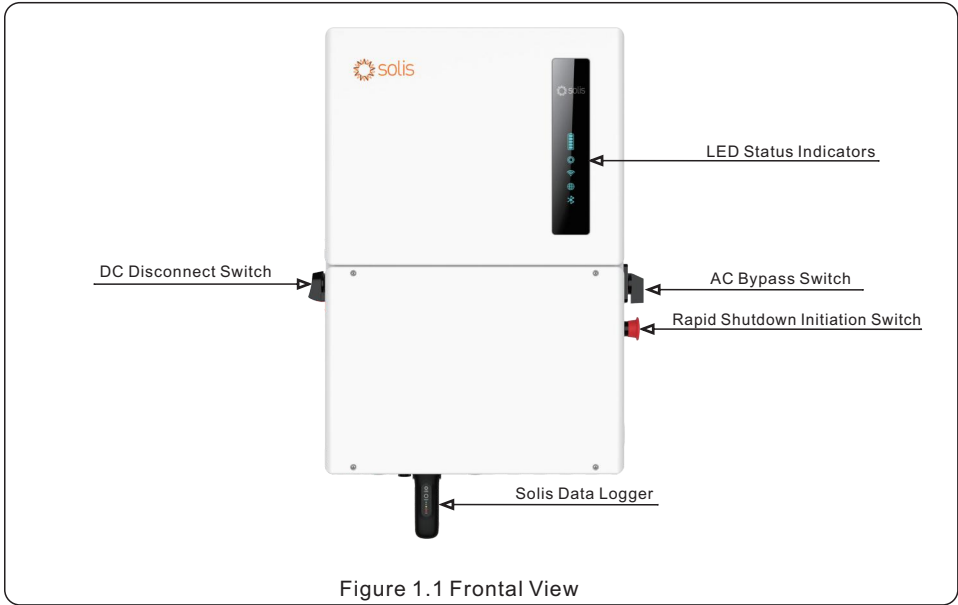 solis
solis
LED Status Indicators
DC Disconnect Switch
AC Bypass Switch
Rapid Shutdown Initiation Switch
Solis Data Logger
Figure 1.1 Frontal View